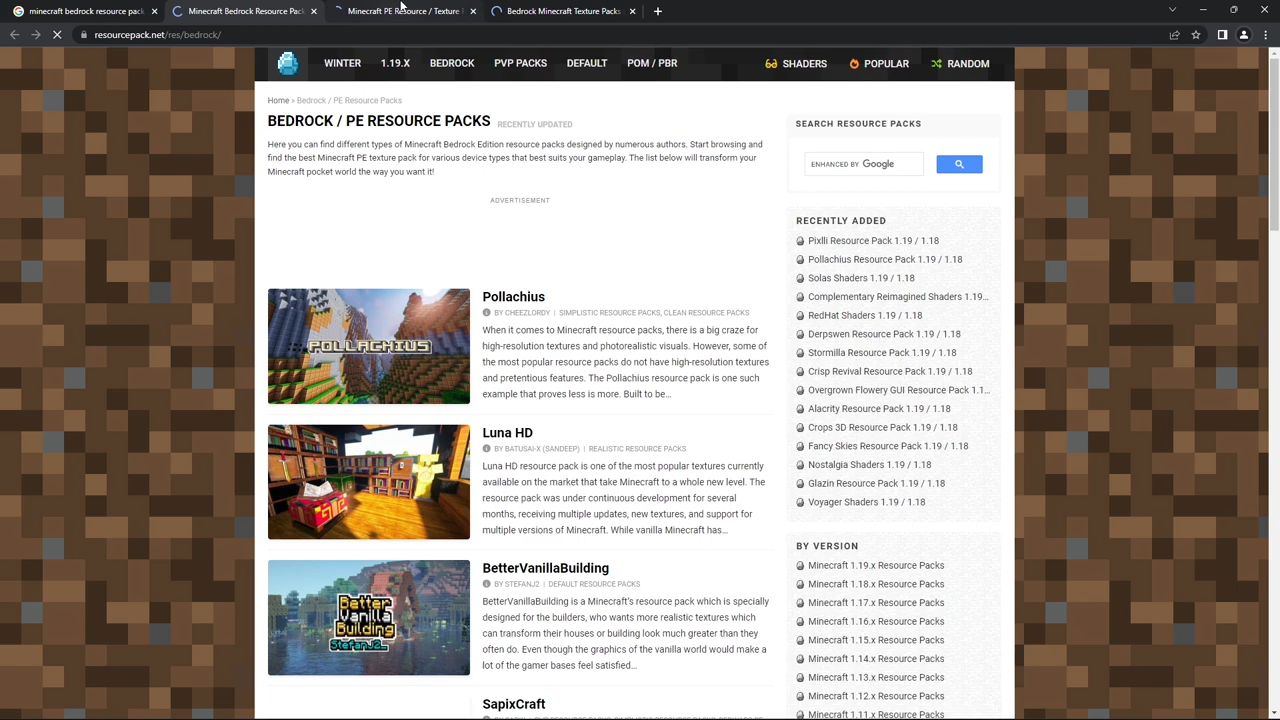 minecraft bedrock packs
Minecraft Bedrock
Minecraft PE Resource / Texture
Bedrock Minecraft Texture Packs
resourcepack.net/res/bedrock/
WINTER 1.19.X BEDROCK PVP PACKS DEFAULT POM / PBR SHADERS POPULAR RANDOM
Home » Bedrock / PE Resource Packs
BEDROCK / PE RESOURCE PACKS RECENTLY UPDATED
Here you can find different types of Minecraft Bedrock Edition resource packs designed by numerous authors. Start browsing and
find the best Minecraft PE texture pack for various device types that best suits your gameplay. The list below will transform your
Minecraft pocket world the way you want it!
ADVERTISEMENT
POLLACHIUS
Pollachius
BY CHEEZLORDY | SIMPLISTIC RESOURCE PACKS, CLEAN RESOURCE PACKS
When it comes to Minecraft resource packs, there is a big craze for
high-resolution textures and photorealistic visuals. However, some of
the most popular resource packs do not have high-resolution textures
and pretentious features. The Pollachius resource pack is one such
example that proves less is more. Built to be…
Luna HD
BY BATUSAI-X (SANDEEP) | REALISTIC RESOURCE PACKS
Luna HD resource pack is one of the most popular textures currently
available on the market that take Minecraft to a whole new level. The
resource pack was under continuous development for several
months, receiving multiple updates, new textures, and support for
multiple versions of Minecraft. While vanilla Minecraft has…
Better
Vanilla
Building
StefanJ2
BetterVanillaBuilding
BY STEFANJ2 | DEFAULT RESOURCE PACKS
BetterVanillaBuilding is a Minecraft’s resource pack which is specially
designed for the builders, who wants more realistic textures which
can transform their houses or building look much greater than they
often do. Even though the graphics of the vanilla world would make a
lot of the gamer bases feel satisfied…
SapixCraft
SEARCH RESOURCE PACKS
ENHANCED BY Google
RECENTLY ADDED
Pixlli Resource Pack 1.19 / 1.18
Pollachius Resource Pack 1.19 / 1.18
Solas Shaders 1.19 / 1.18
Complementary Reimagined Shaders 1.19…
RedHat Shaders 1.19 / 1.18
Derpswen Resource Pack 1.19 / 1.18
Stormilla Resource Pack 1.19 / 1.18
Crisp Revival Resource Pack 1.19 / 1.18
Overgrown Flowery GUI Resource Pack 1.1…
Alacrity Resource Pack 1.19 / 1.18
Crops 3D Resource Pack 1.19 / 1.18
Fancy Skies Resource Pack 1.19 / 1.18
Nostalgia Shaders 1.19 / 1.18
Glazin Resource Pack 1.19 / 1.18
Voyager Shaders 1.19 / 1.18
BY VERSION
Minecraft 1.19.x Resource Packs
Minecraft 1.18.x Resource Packs
Minecraft 1.17.x Resource Packs
Minecraft 1.16.x Resource Packs
Minecraft 1.15.x Resource Packs
Minecraft 1.14.x Resource Packs
Minecraft 1.13.x Resource Packs
Minecraft 1.12.x Resource Packs
Minecraft 1.11.x Resource Packs